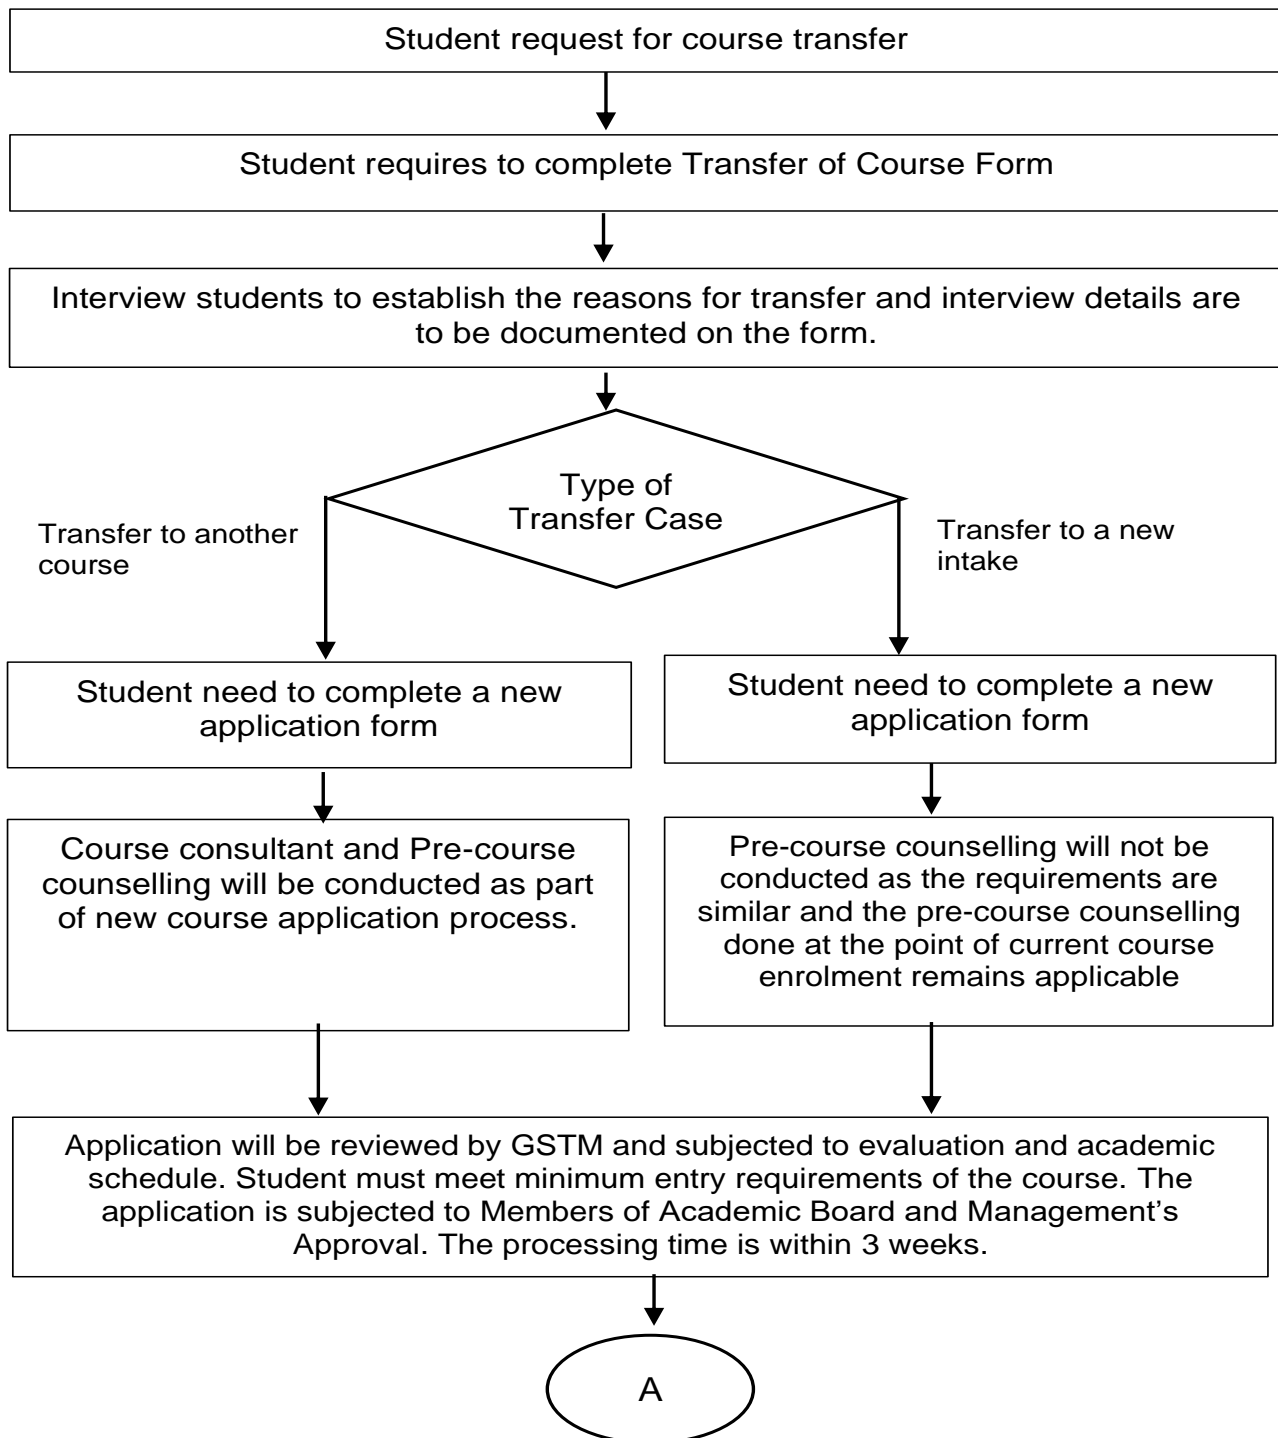 Student request for course transfer
Student requires to complete Transfer of Course Form
Interview students to establish the reasons for transfer and interview details are
to be documented on the form.
Type of
Transfer Case
Transfer to another
course
Transfer to a new
intake
Student need to complete a new
application form
Student need to complete a new
application form
Course consultant and Pre-course
counselling will be conducted as part
of new course application process.
Pre-course counselling will not be
conducted as the requirements are
similar and the pre-course counselling
done at the point of current course
enrolment remains applicable
Application will be reviewed by GSTM and subjected to evaluation and academic
schedule. Student must meet minimum entry requirements of the course. The
application is subjected to Members of Academic Board and Management’s
Approval. The processing time is within 3 weeks.
A